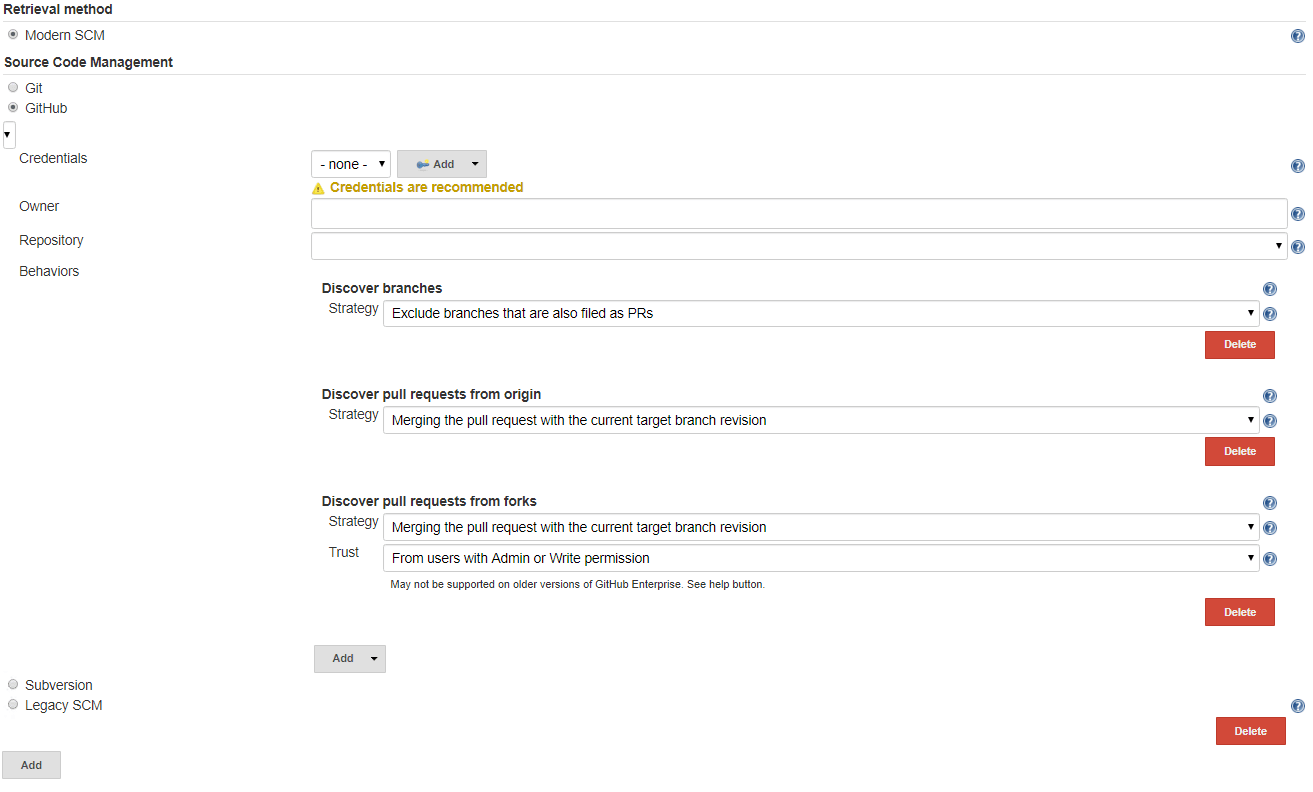 Retrieval method
Modern SCM
Source Code Management
Git
GitHub
Credentials
- none -
Add
Credentials are recommended
Owner
Repository
Behaviors
Discover branches
Strategy
Exclude branches that are also filed as PRs
Delete
Discover pull requests from origin
Strategy
Merging the pull request with the current target branch revision
Delete
Discover pull requests from forks
Strategy
Merging the pull request with the current target branch revision
Trust
From users with Admin or Write permission
May not be supported on older versions of GitHub Enterprise. See help button.
Delete
Add
Subversion
Legacy SCM
Delete
Add